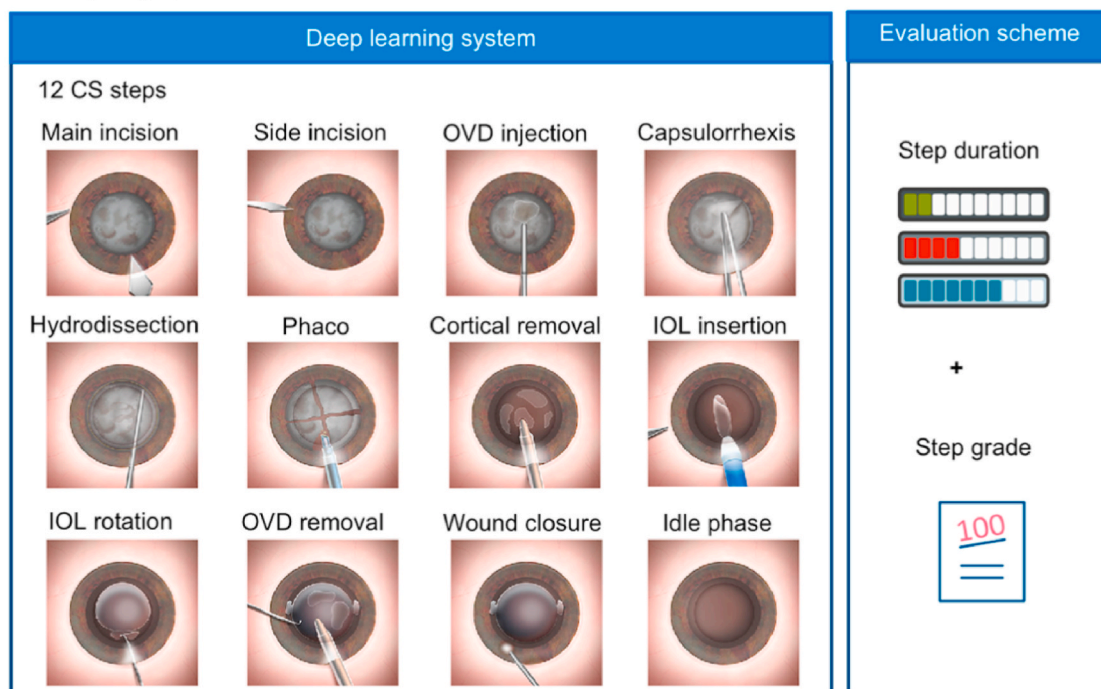 Deep learning system
Evaluation scheme
12 CS steps
Main incision
Side incision
OVD injection
Capsulorrhexis
Hydrodissection
Phaco
Cortical removal
IOL insertion
IOL rotation
OVD removal
Wound closure
Idle phase
Step duration
+
Step grade
100